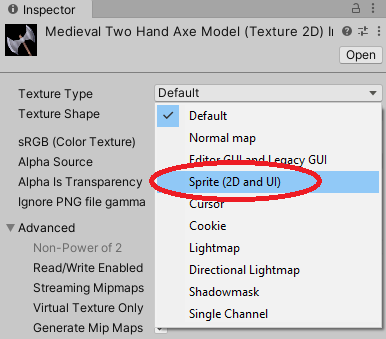 Inspector
Medieval Two Hand Axe Model (Texture 2D) In
Open
Texture Type Default
Texture Shape
sRGB (Color Texture)
Alpha Source
Alpha Is Transparency
Ignore PNG file gamma
Advanced
Non-Power of 2
Read/Write Enabled
Streaming Mipmaps
Virtual Texture Only
Generate Mip Maps
Default
Normal map
Editor GUI and Legacy GUI
Sprite (2D and UI)
Cursor
Cookie
Lightmap
Directional Lightmap
Shadowmask
Single Channel